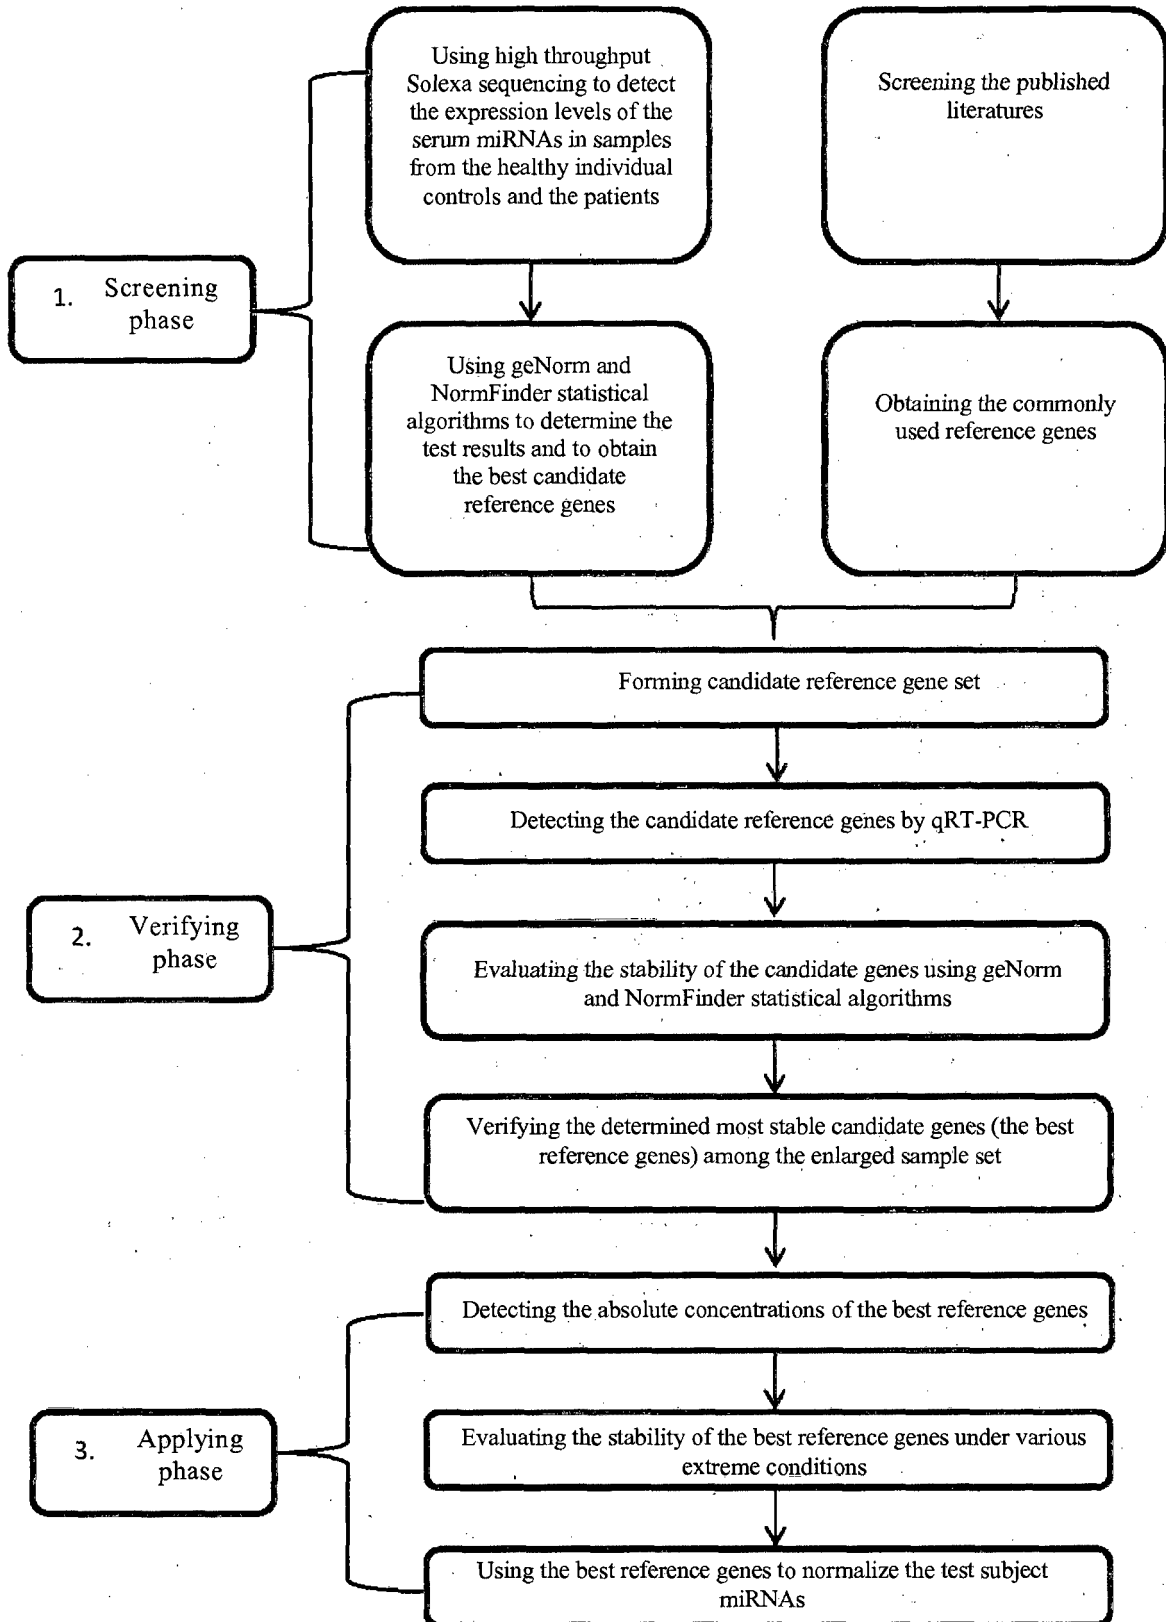 Using high throughput
Solexa sequencing to detect
the expression levels of the
serum miRNAs in samples
from the healthy individual
controls and the patients
Screening the published
literatures
1. Screening
phase
Using geNorm and
NormFinder statistical
algorithms to determine the
test results and to obtain
the best candidate
reference genes
Obtaining the commonly
used reference genes
Forming candidate reference gene set
Detecting the candidate reference genes by qRT-PCR
2. Verifying
phase
Evaluating the stability of the candidate genes using geNorm
and NormFinder statistical algorithms
Verifying the determined most stable candidate genes (the best
reference genes) among the enlarged sample set
Detecting the absolute concentrations of the best reference genes
3. Applying
phase
Evaluating the stability of the best reference genes under various
extreme conditions
Using the best reference genes to normalize the test subject
miRNAs